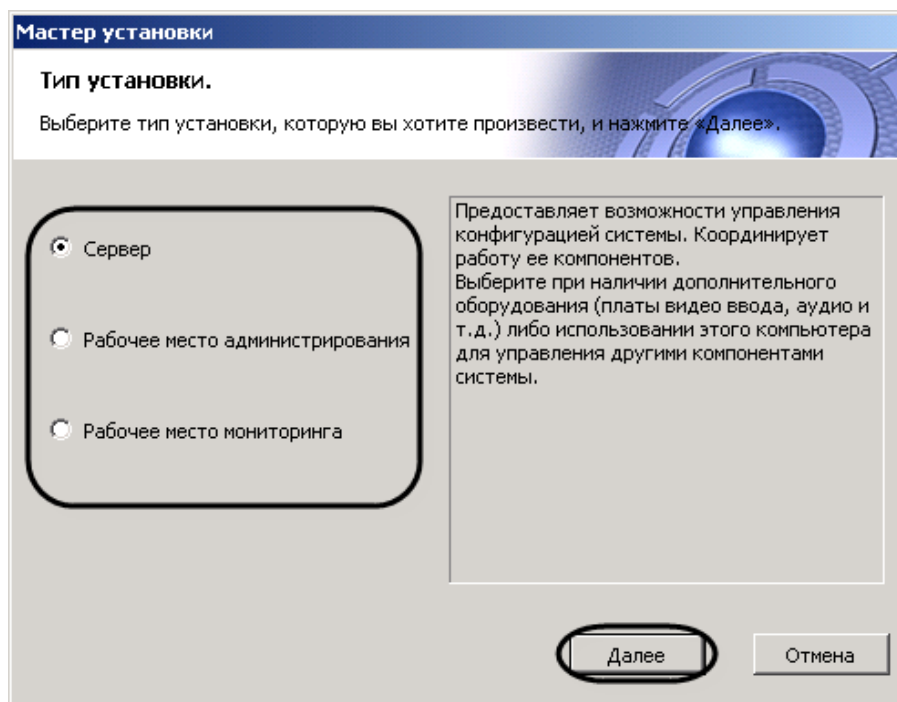 Мастер установки
Тип установки.
Выберите тип установки, которую вы хотите произвести, и нажмите «Далее».
Сервер
Рабочее место администрирования
Рабочее место мониторинга
Предоставляет возможности управления
конфигурацией системы. Координирует
работу ее компонентов.
Выберите при наличии дополнительного
оборудования (платы видео ввода, аудио и
т.д.) либо использовании этого компьютера
для управления другими компонентами
системы.
Далее
Отмена